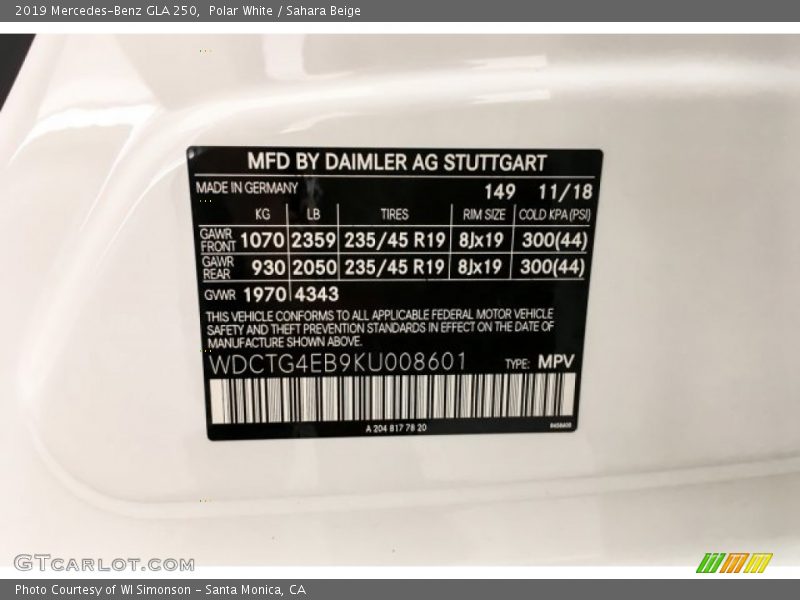 2019 Mercedes-Benz GLA 250, Polar White / Sahara Beige
MFD BY DAIMLER AG STUTTGART
MADE IN GERMANY 149 11/18
KG LB TIRES RIM SIZE COLD KPA (PSI)
GAWR FRONT 1070 2359 235/45 R19 8Jx19 300(44)
GAWR REAR 930 2050 235/45 R19 8Jx19 300(44)
GVWR 1970 4343
THIS VEHICLE CONFORMS TO ALL APPLICABLE FEDERAL MOTOR VEHICLE
SAFETY AND THEFT PREVENTION STANDARDS IN EFFECT ON THE DATE OF
MANUFACTURE SHOWN ABOVE.
WDCTG4EB9KU008601 TYPE: MPV
A 204 817 78 20
GTCARLOT.COM
Photo Courtesy of WI Simonson - Santa Monica, CA